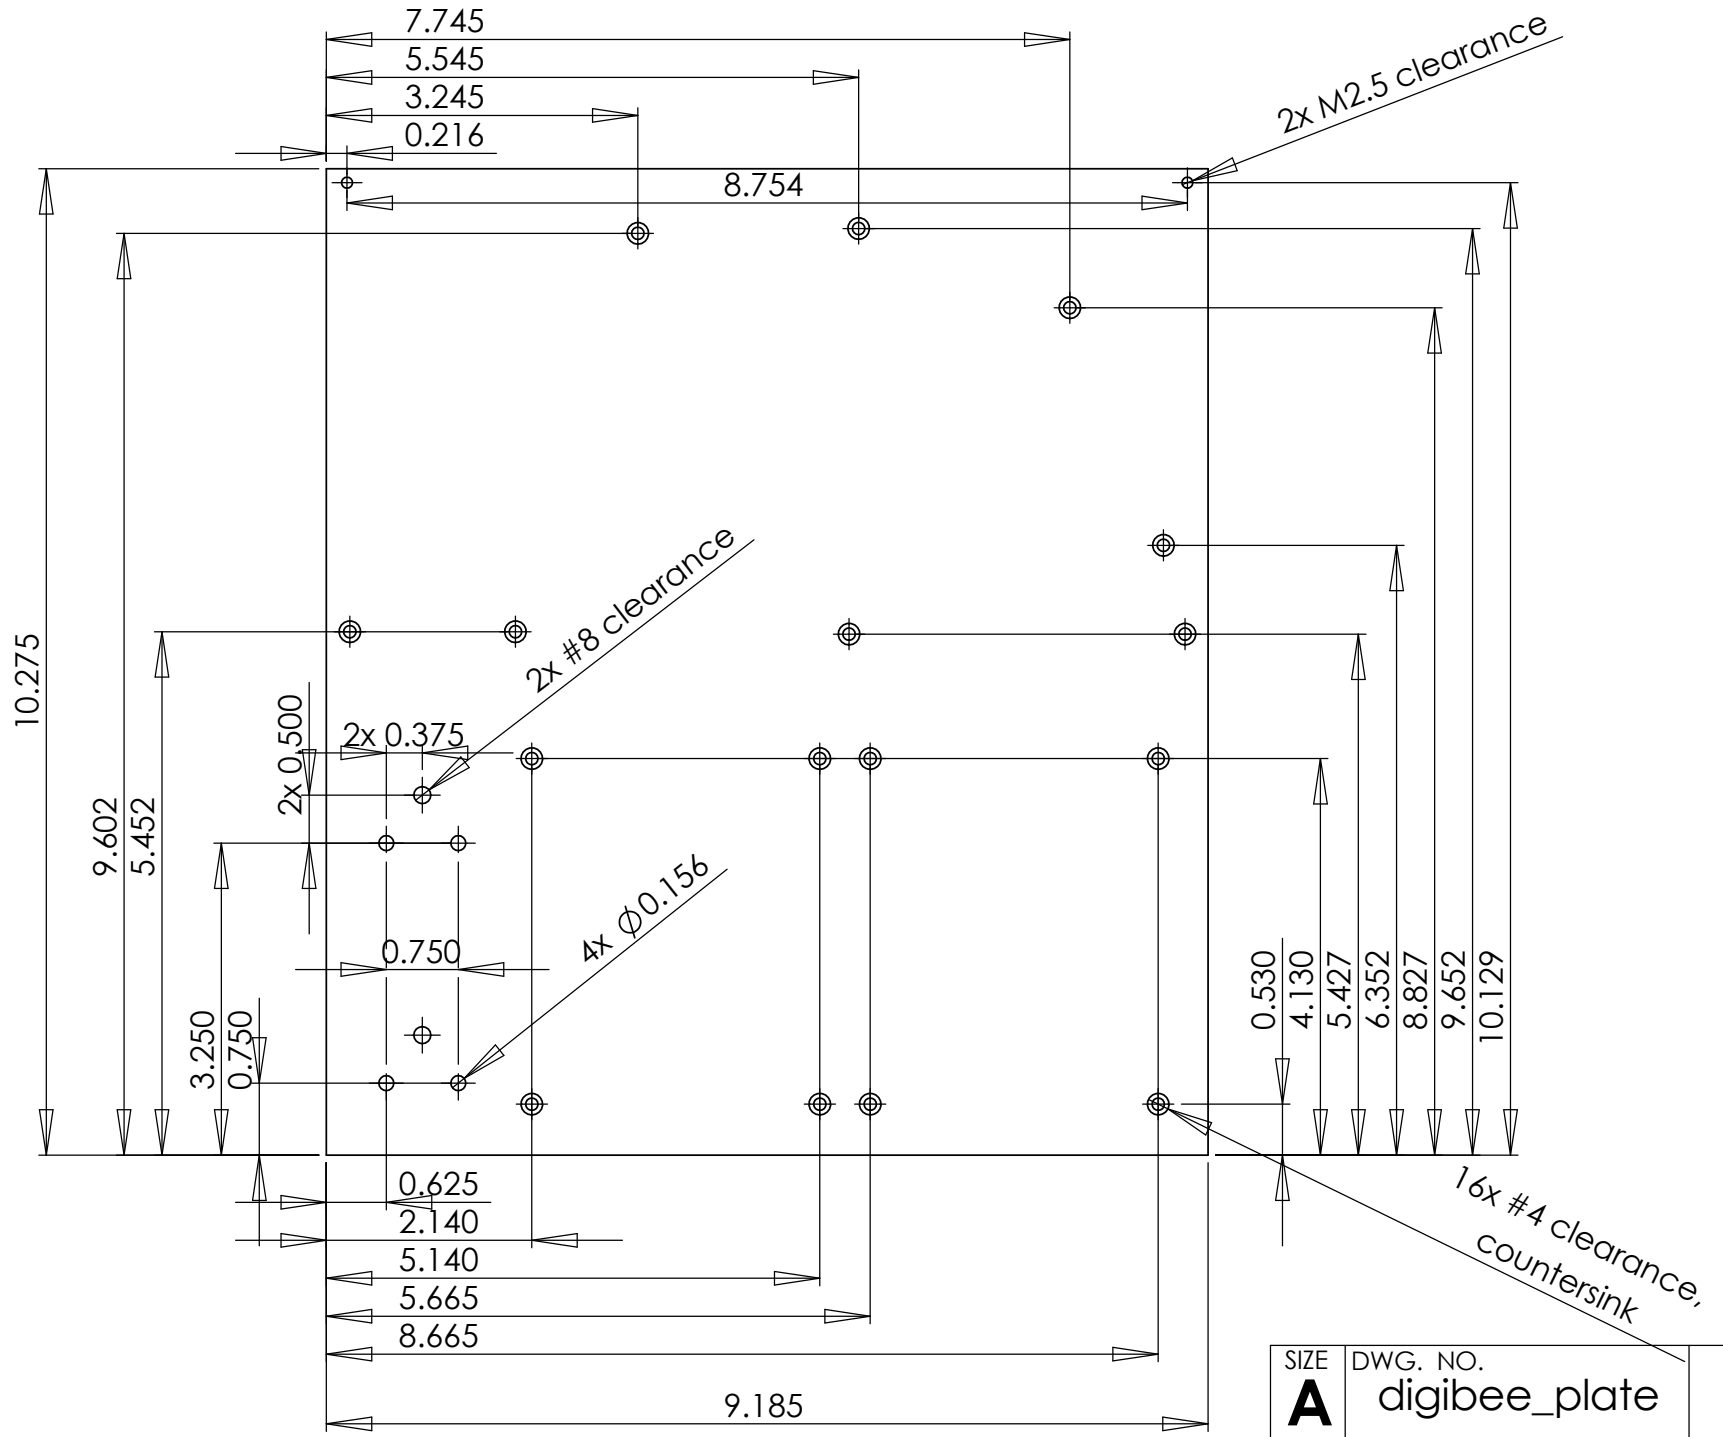 7.745
5.545
3.245
0.216
2x M2.5 clearance
8.754
10.275
9.602
5.452
2x #8 clearance
2x 0.500
2x 0.375
3.250
0.750
0.750
4x ∅0.156
0.530
4.130
5.427
6.352
8.827
9.652
10.129
0.625
2.140
5.140
5.665
8.665
9.185
16x #4 clearance,
countersink
SIZE
A
DWG. NO.
digibee_plate